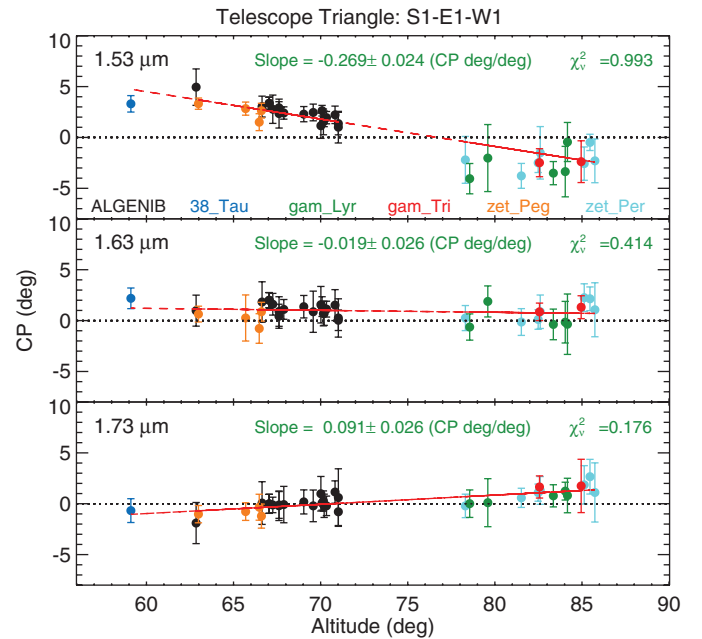 Telescope Triangle: S1-E1-W1
10
1.53 μm
Slope = -0.269± 0.024 (CP deg/deg)
χ²ᵥ =0.993
5
0
-5
ALGENIB 38_Tau gam_Lyr gam_Tri zet_Peg zet_Per
10
1.63 μm
Slope = -0.019± 0.026 (CP deg/deg)
χ²ᵥ =0.414
5
0
-5
CP (deg)
10
1.73 μm
Slope = 0.091± 0.026 (CP deg/deg)
χ²ᵥ =0.176
5
0
-5
60 65 70 75 80 85 90
Altitude (deg)